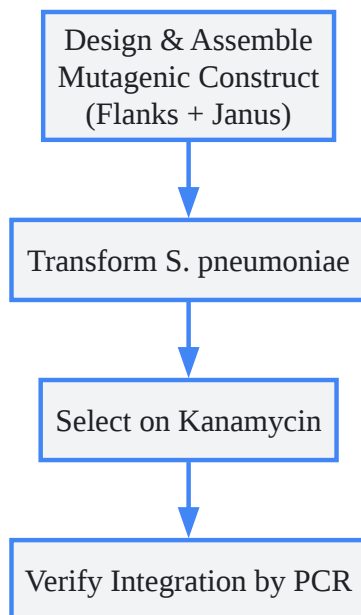 Design & Assemble
Mutagenic Construct
(Flanks + Janus)
Transform S. pneumoniae
Select on Kanamycin
Verify Integration by PCR